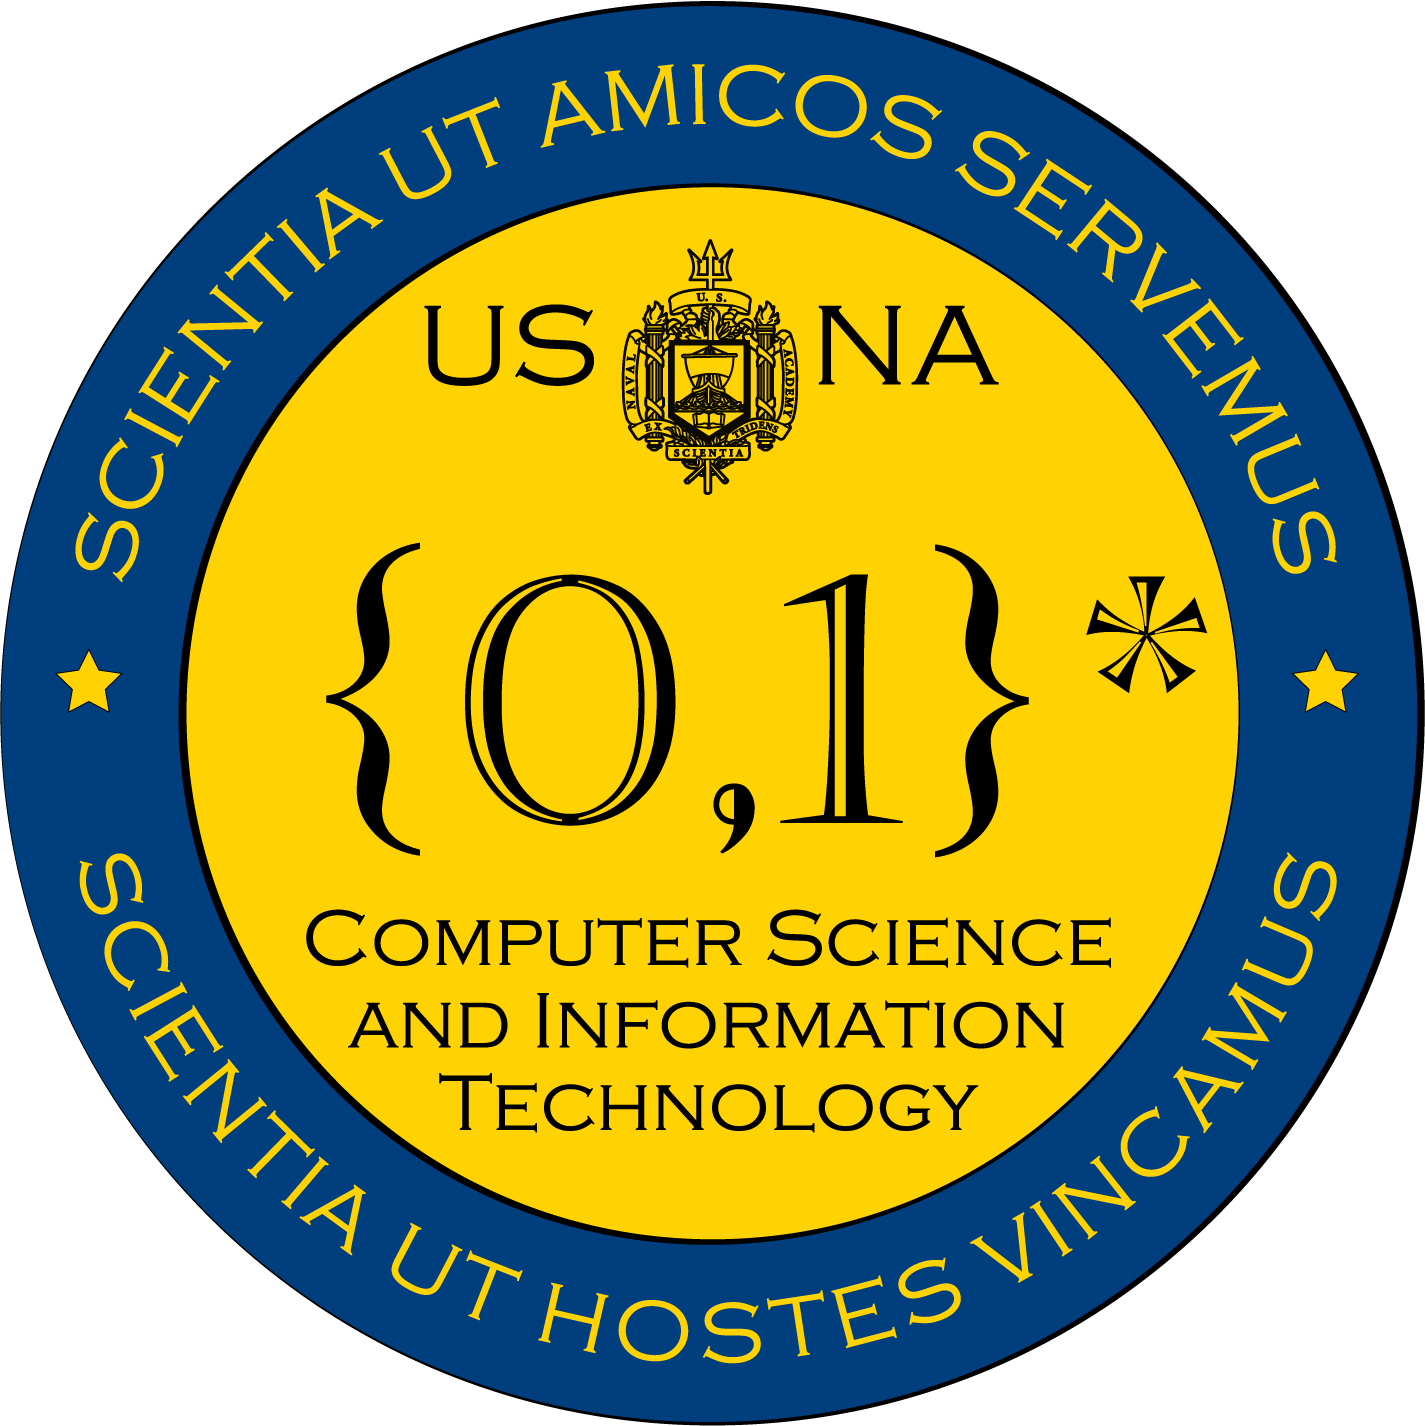 SCIENTIA UT AMICOS SERVEMUS
US NA
U. S.
NAVAL
ACADEMY
EX
TRIDENS
SCIENTIA
{0,1}*
COMPUTER SCIENCE
AND INFORMATION
TECHNOLOGY
SCIENTIA UT HOSTES VINCAMUS